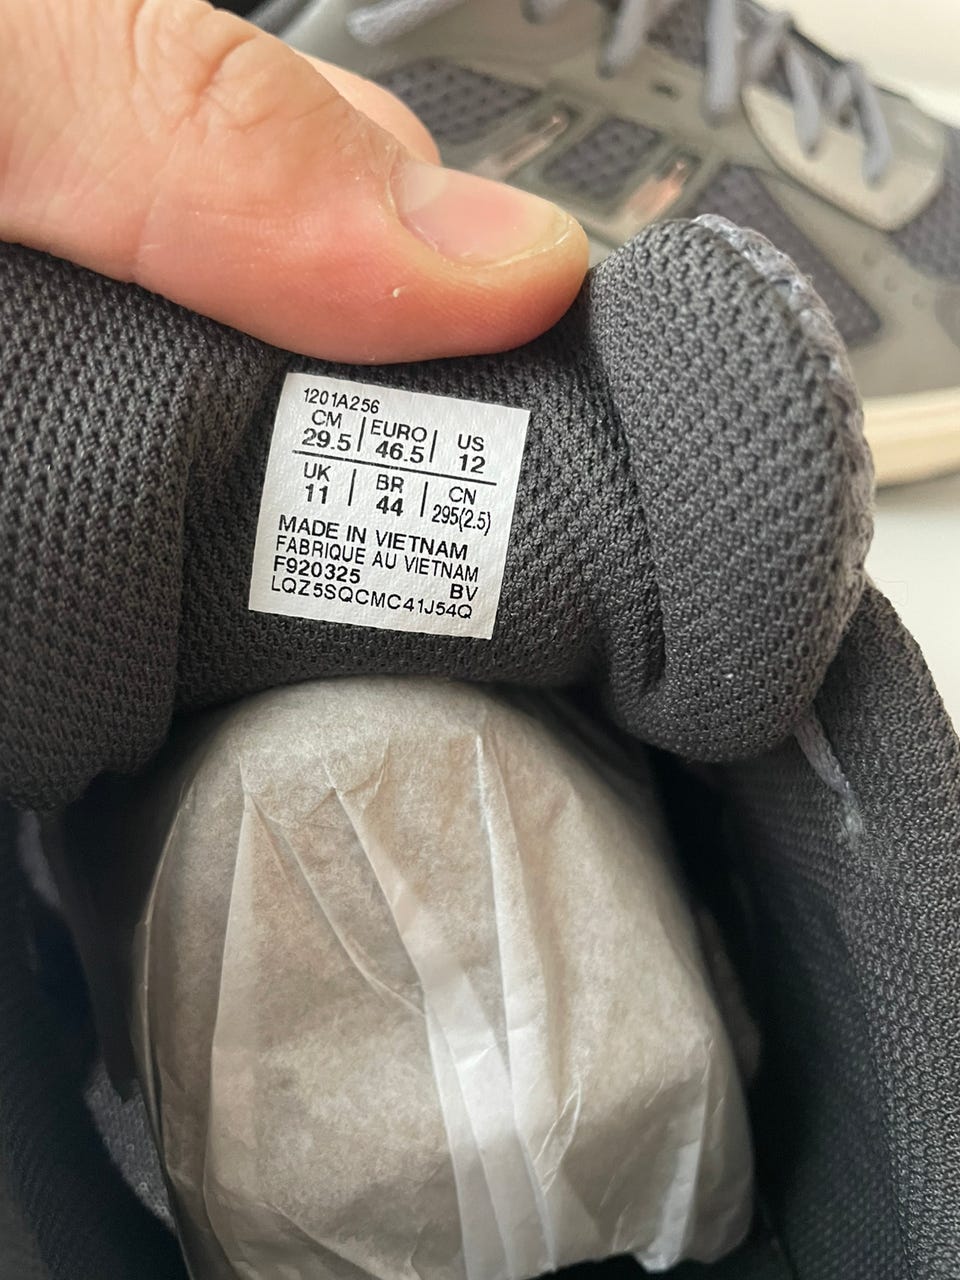 1201A256
CM | EURO | US
29.5 | 46.5 | 12
UK | BR | CN
11 | 44 | 295(2.5)
MADE IN VIETNAM
FABRIQUE AU VIETNAM
F920325 BV
LQZ5SQCMC41J54Q